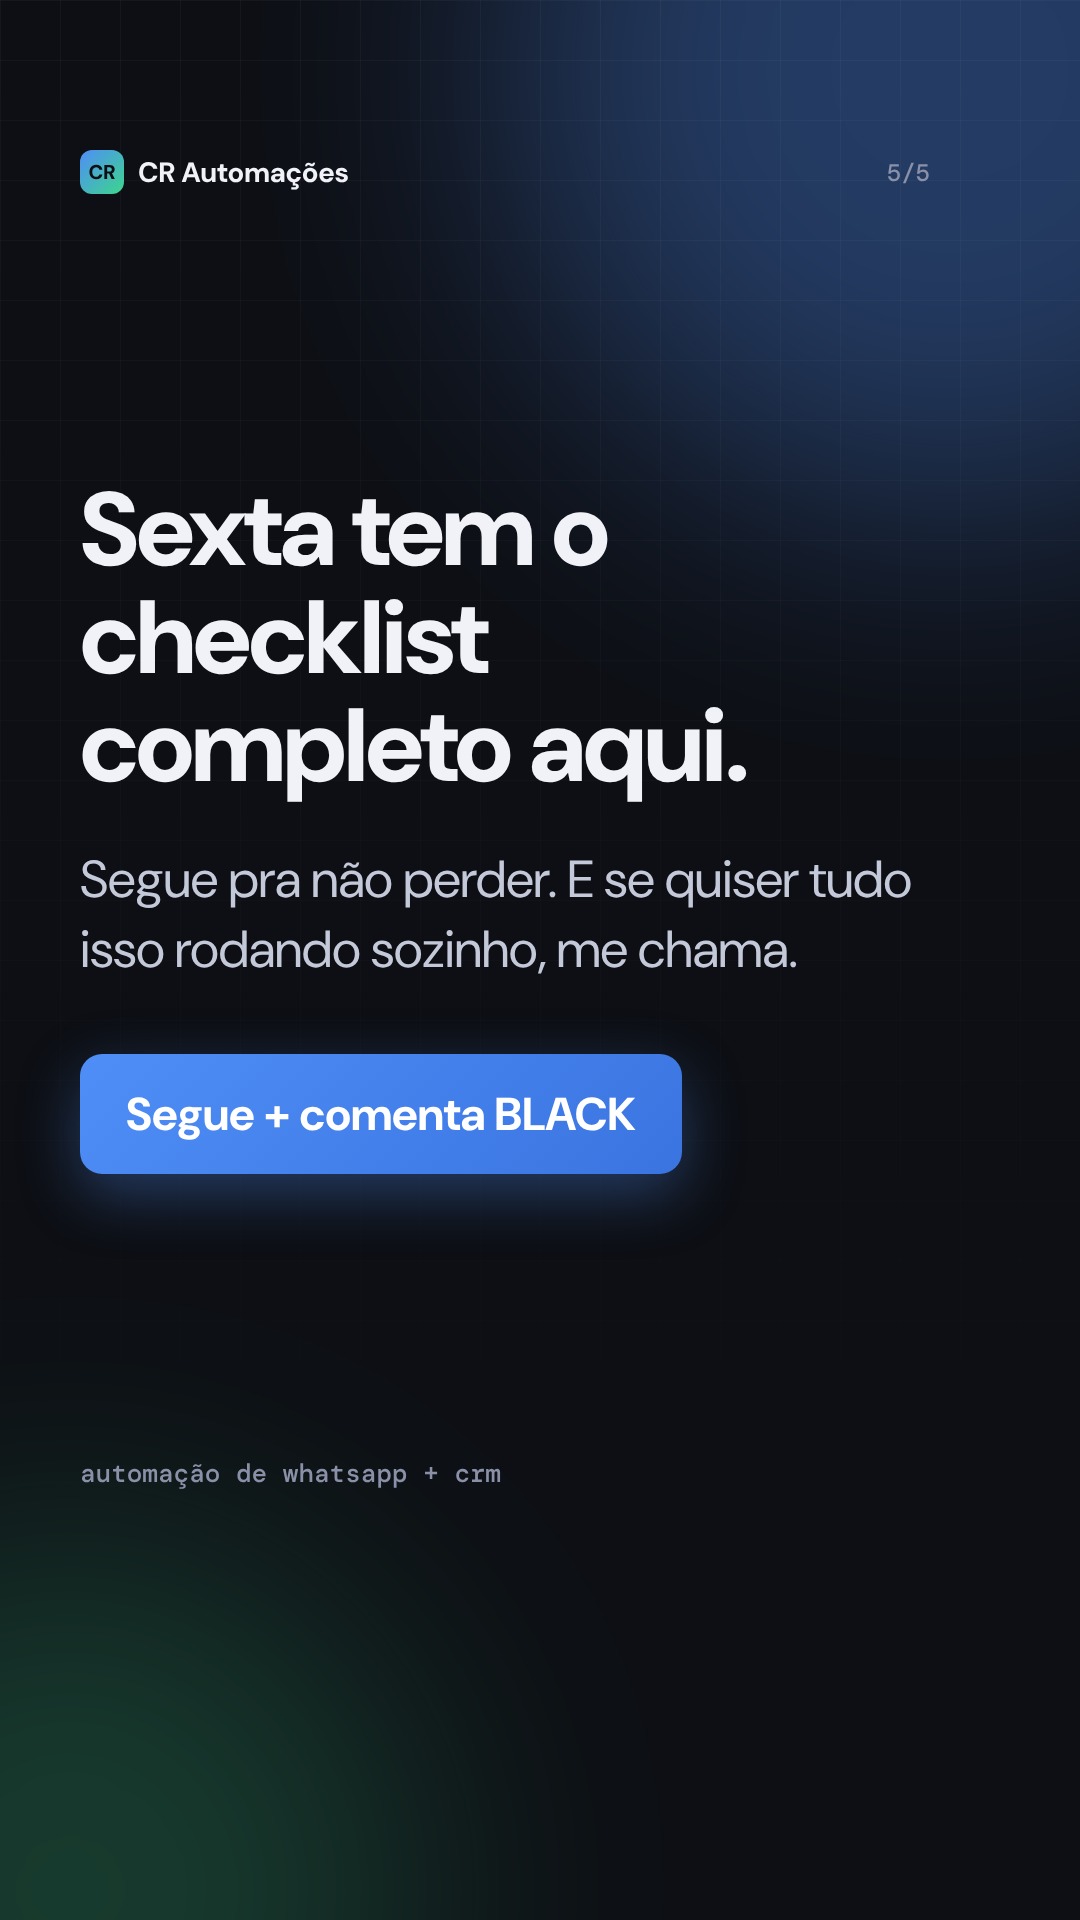 CR CR Automações
5/5
Sexta tem o
checklist
completo aqui.
Segue pra não perder. E se quiser tudo
isso rodando sozinho, me chama.
Segue + comenta BLACK
automação de whatsapp + crm